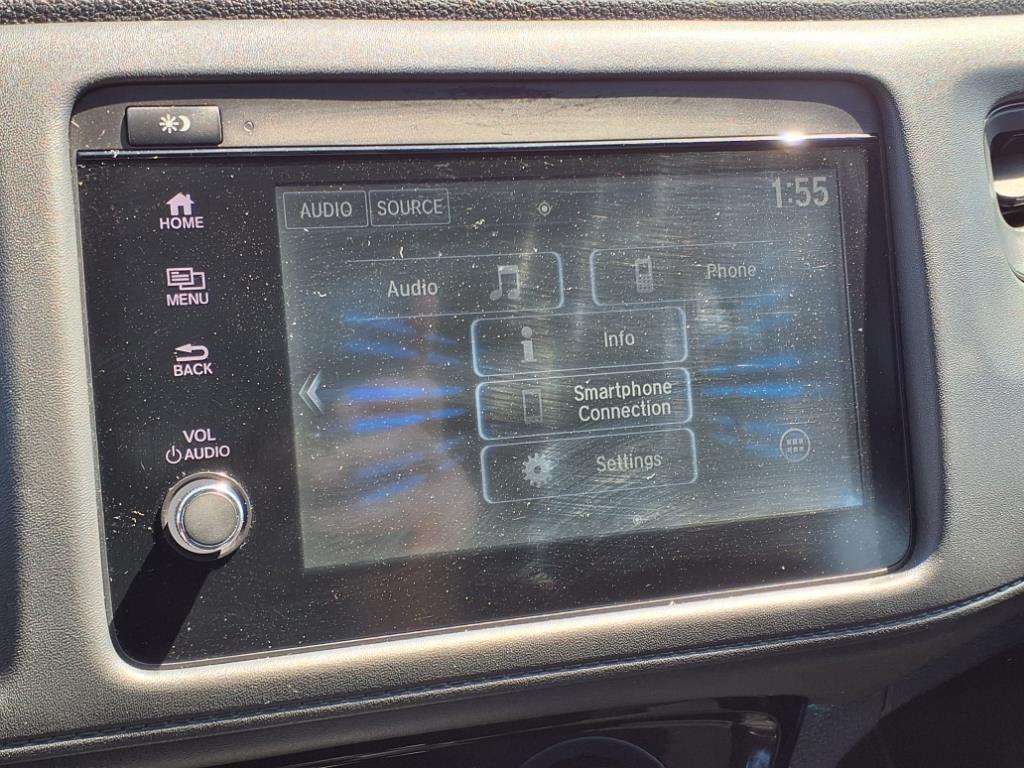 HOME
MENU
BACK
VOL
AUDIO
AUDIO SOURCE
1:55
Audio
Phone
Info
Smartphone
Connection
Settings